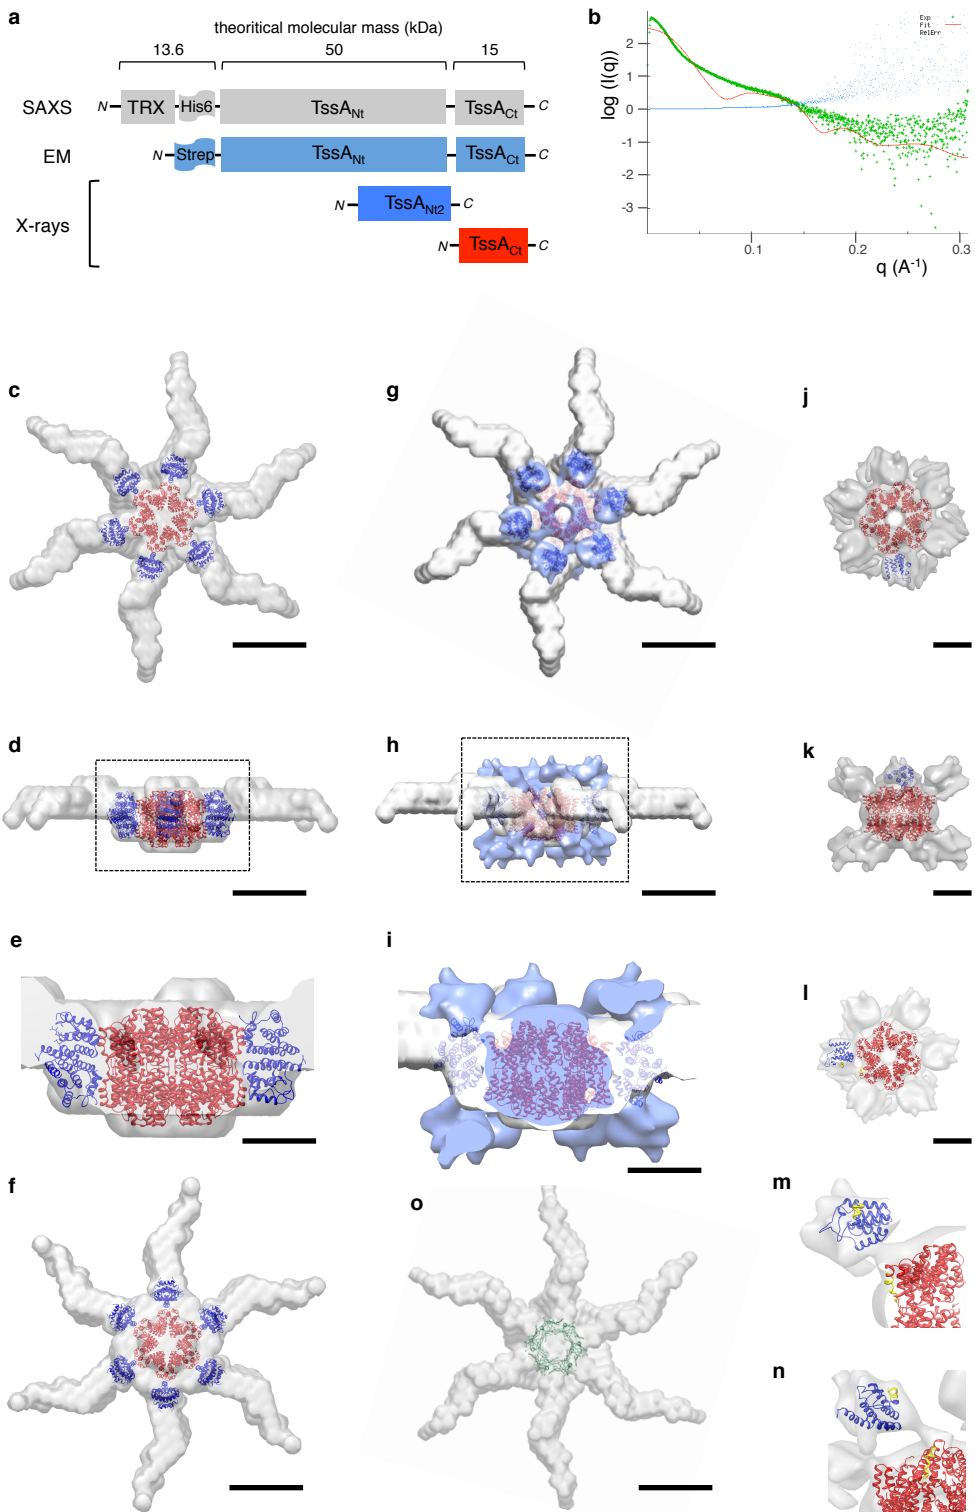 a
theoritical molecular mass (kDa)
13.6 50 15
SAXS N TRX His6 TssANt TssACt C
EM N Strep TssANt TssACt C
X-rays
N TssANt2 C
N TssACt C
b
Exp
Fit
RelErr
log (I(q))
2
1
0
-1
-2
-3
0.1 0.2 0.3
q (A-1)
c
g
j
d
h
k
e
i
l
f
o
m
n